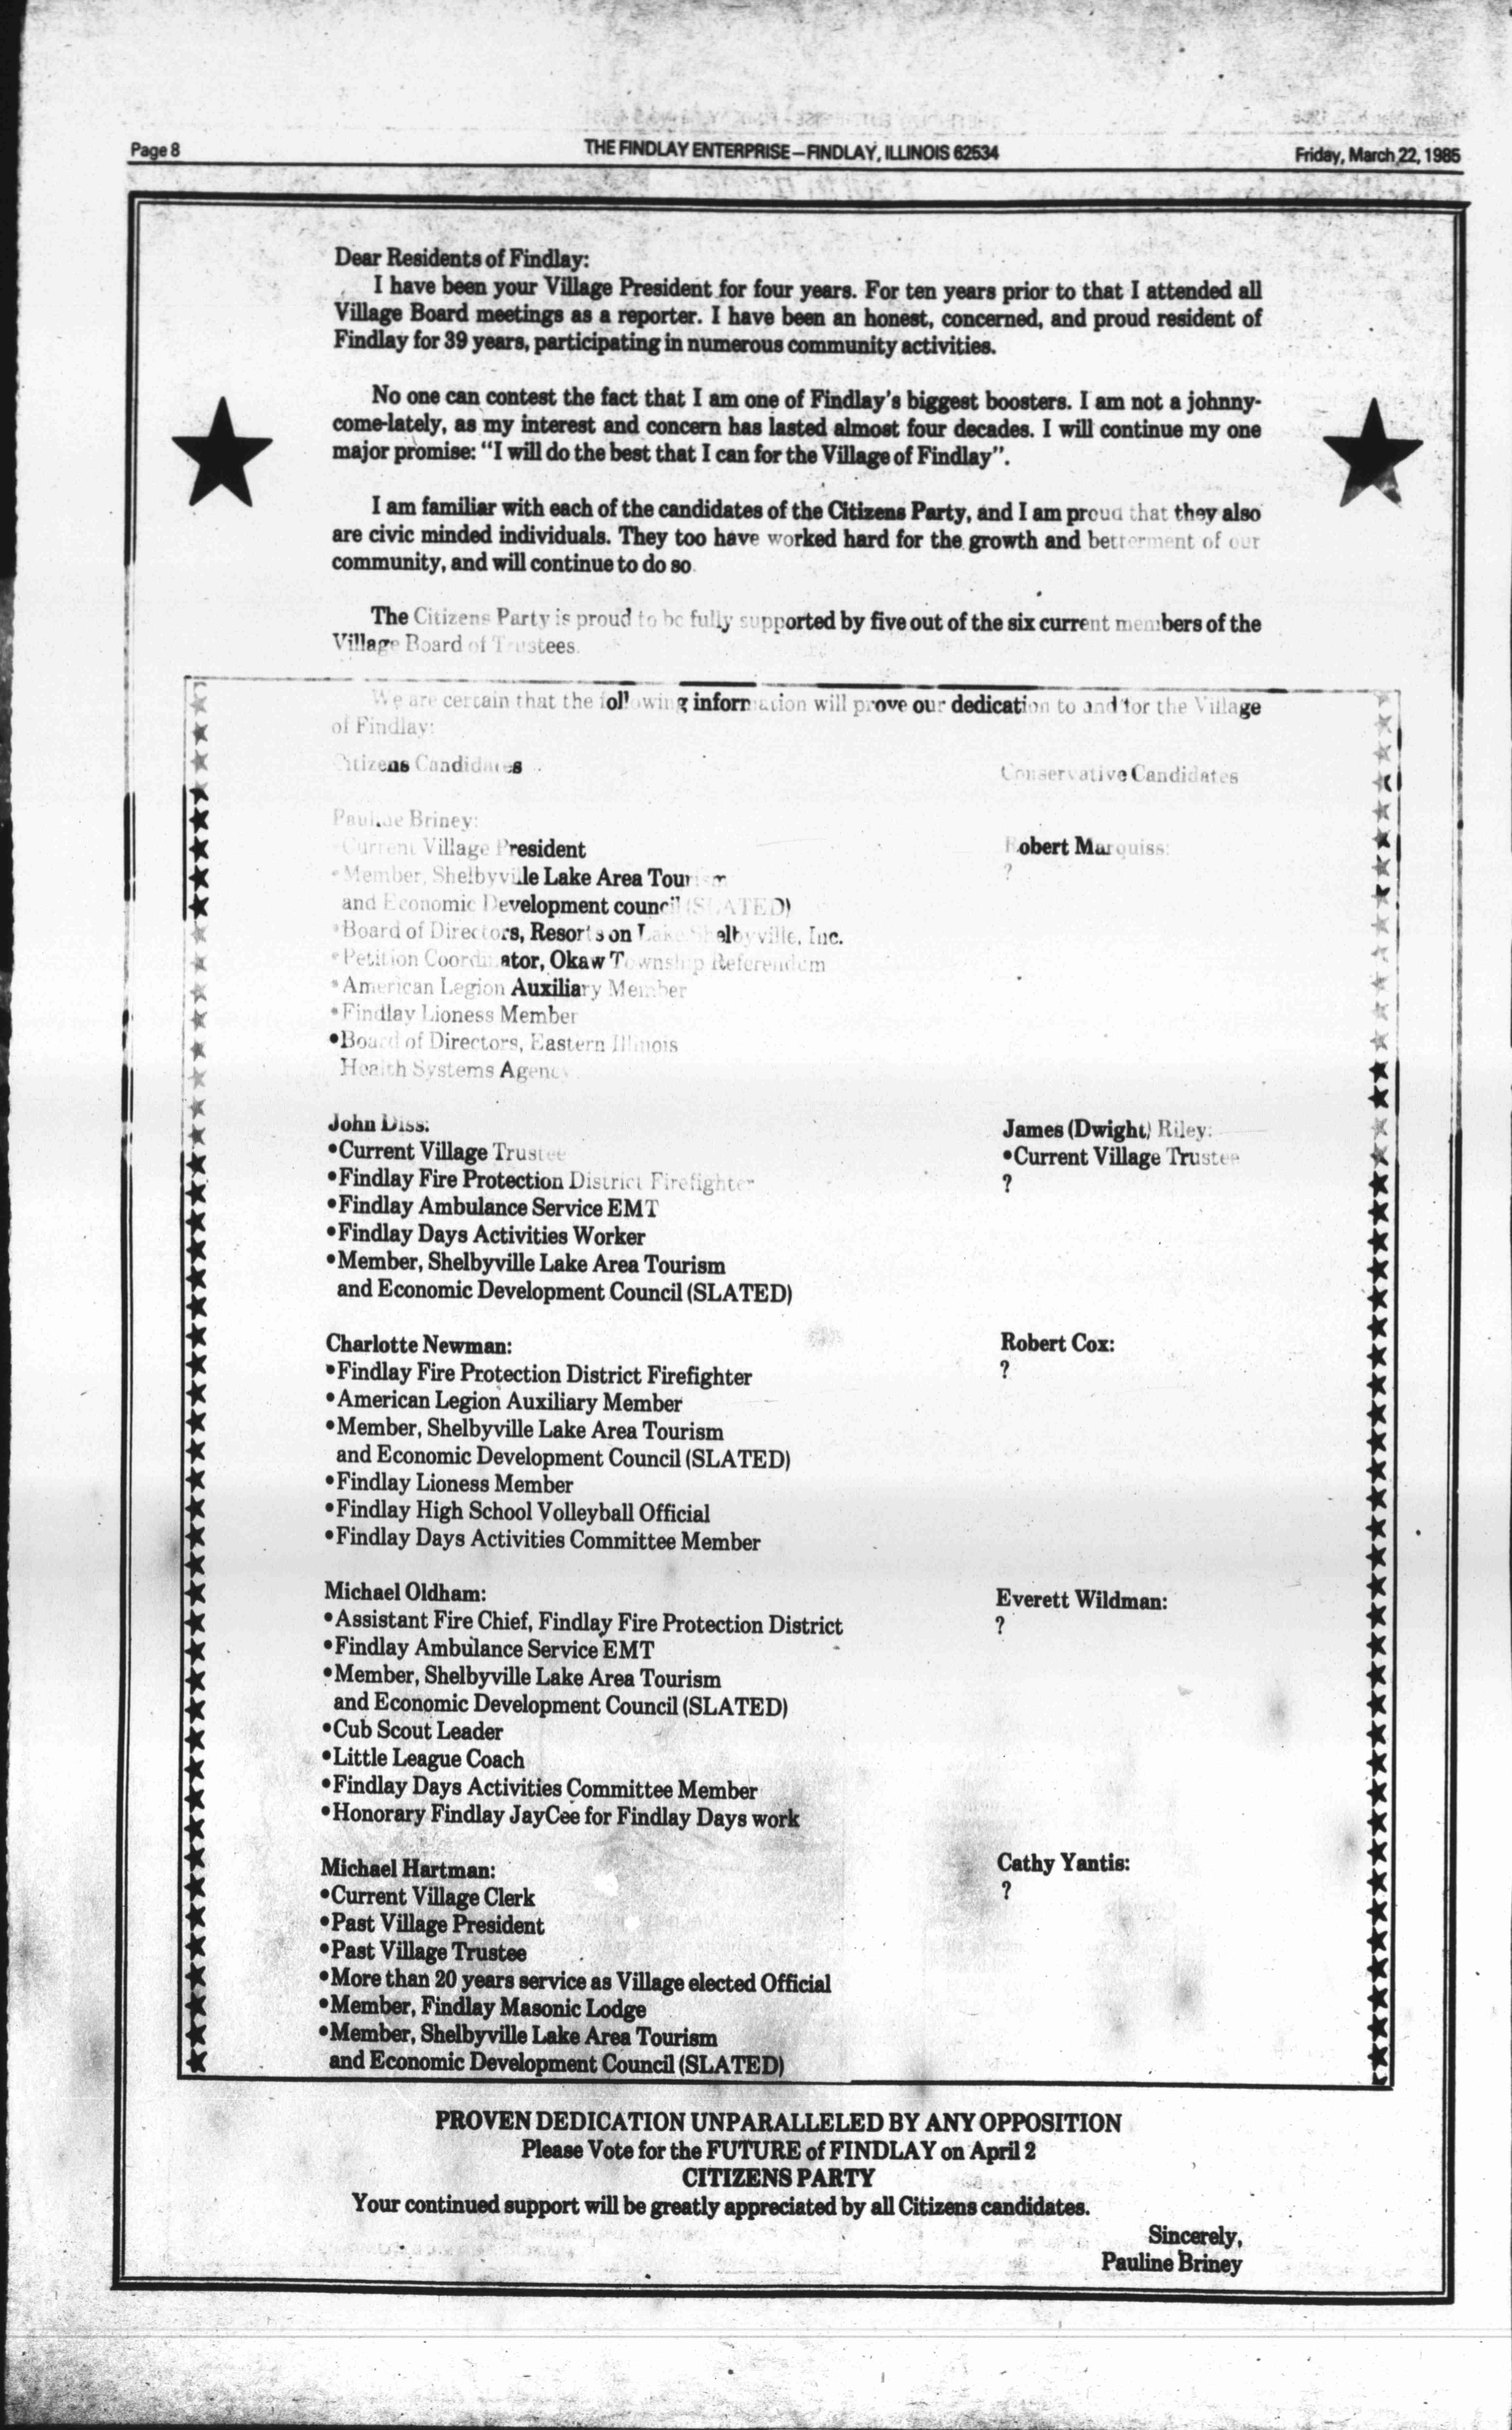 Page 8
THE FINDLAY ENTERPRISE—FINDLAY, ILLINOIS 62534
Friday, March 22, 1985
Dear Residents of Findlay:
I have been your Village President for four years. For ten years prior to that I attended all
Village Board meetings as a reporter. I have been an honest, concerned, and proud resident of
Findlay for 39 years, participating in numerous community activities.
No one can contest the fact that I am one of Findlay's biggest boosters. I am not a johnny-
come-lately, as my interest and concern has lasted almost four decades. I will continue my one
major promise: "I will do the best that I can for the Village of Findlay".
I am familiar with each of the candidates of the Citizens Party, and I am proud that they also
are civic minded individuals. They too have worked hard for the growth and betterment of our
community, and will continue to do so.
The Citizens Party is proud to be fully supported by five out of the six current members of the
Village Board of Trustees.
We are certain that the following information will prove our dedication to and for the Village
of Findlay:
Citizens Candidates
Conservative Candidates
Pauline Briney:
•Current Village President
•Member, Shelbyville Lake Area Tourism
and Economic Development council (SLATED)
•Board of Directors, Resorts on Lake Shelbyville, Inc.
•Petition Coordinator, Okaw Township Referendum
•American Legion Auxiliary Member
•Findlay Lioness Member
•Board of Directors, Eastern Illinois
Health Systems Agency
Robert Marquiss:
?
John Diss:
•Current Village Trustee
•Findlay Fire Protection District Firefighter
•Findlay Ambulance Service EMT
•Findlay Days Activities Worker
•Member, Shelbyville Lake Area Tourism
and Economic Development Council (SLATED)
James (Dwight) Riley:
•Current Village Trustee
?
Charlotte Newman:
•Findlay Fire Protection District Firefighter
•American Legion Auxiliary Member
•Member, Shelbyville Lake Area Tourism
and Economic Development Council (SLATED)
•Findlay Lioness Member
•Findlay High School Volleyball Official
•Findlay Days Activities Committee Member
Robert Cox:
?
Michael Oldham:
•Assistant Fire Chief, Findlay Fire Protection District
•Findlay Ambulance Service EMT
•Member, Shelbyville Lake Area Tourism
and Economic Development Council (SLATED)
•Cub Scout Leader
•Little League Coach
•Findlay Days Activities Committee Member
•Honorary Findlay JayCee for Findlay Days work
Everett Wildman:
?
Michael Hartman:
•Current Village Clerk
•Past Village President
•Past Village Trustee
•More than 20 years service as Village elected Official
•Member, Findlay Masonic Lodge
•Member, Shelbyville Lake Area Tourism
and Economic Development Council (SLATED)
Cathy Yantis:
?
PROVEN DEDICATION UNPARALLELED BY ANY OPPOSITION
Please Vote for the FUTURE of FINDLAY on April 2
CITIZENS PARTY
Your continued support will be greatly appreciated by all Citizens candidates.
Sincerely,
Pauline Briney